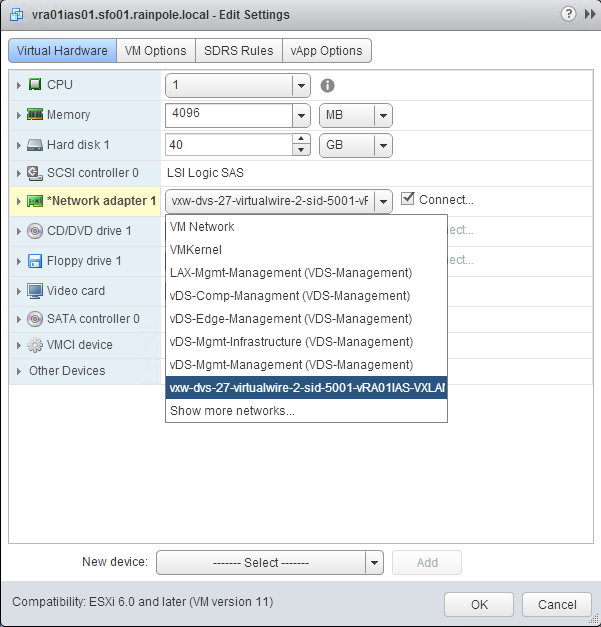 vra01ias01.sfo01.rainpole.local - Edit Settings
Virtual Hardware VM Options SDRS Rules vApp Options
CPU 1
Memory 4096 MB
Hard disk 1 40 GB
SCSI controller 0 LSI Logic SAS
*Network adapter 1 vxw-dvs-27-virtualwire-2-sid-5001-vF Connect...
VM Network
CD/DVD drive 1 nect...
VMKernel
Floppy drive 1 nect...
LAX-Mgmt-Management (VDS-Management)
Video card
vDS-Comp-Managment (VDS-Management)
SATA controller 0
vDS-Edge-Management (VDS-Management)
VMCI device
vDS-Mgmt-Infrastructure (VDS-Management)
Other Devices
vDS-Mgmt-Management (VDS-Management)
vxw-dvs-27-virtualwire-2-sid-5001-vRA01IAS-VXLAN
Show more networks...
New device: ------- Select ------- Add
Compatibility: ESXi 6.0 and later (VM version 11)
OK Cancel